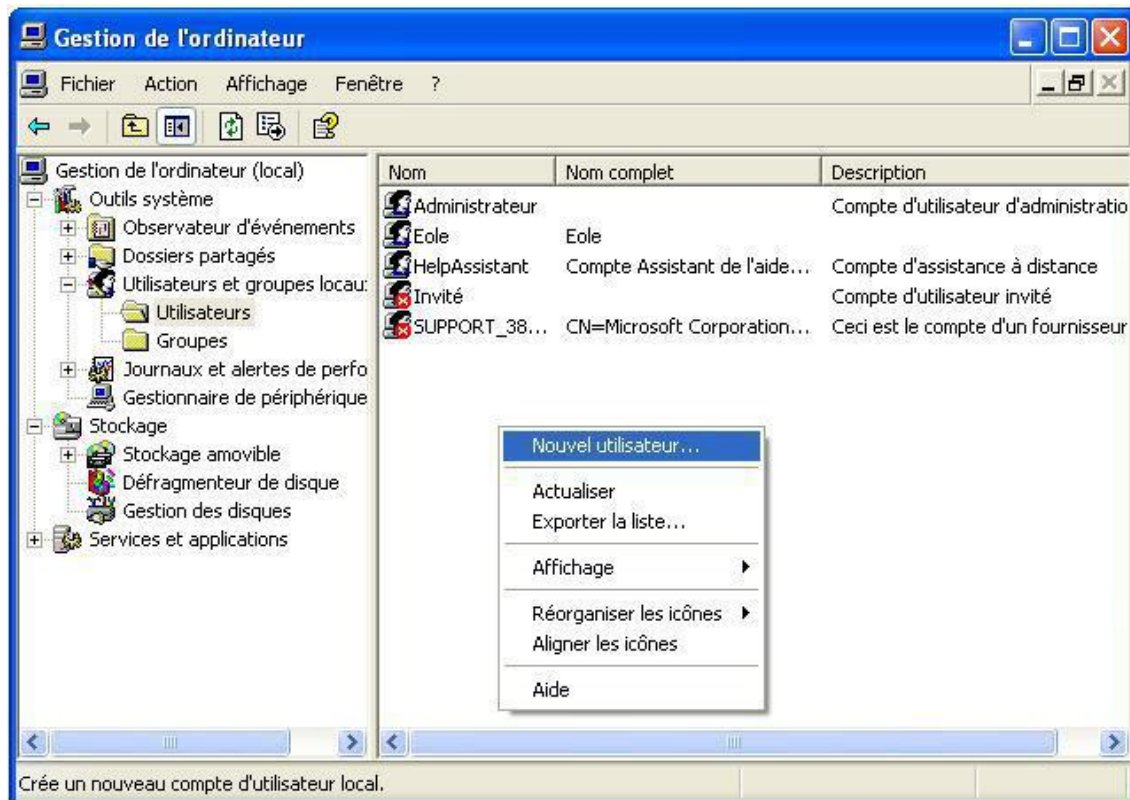 Gestion de l'ordinateur
Fichier Action Affichage Fenêtre ?
Gestion de l'ordinateur (local)
Outils système
Observateur d'événements
Dossiers partagés
Utilisateurs et groupes locau
Utilisateurs
Groupes
Journaux et alertes de perfo
Gestionnaire de périphérique
Stockage
Stockage amovible
Défragmenteur de disque
Gestion des disques
Services et applications
Nom Nom complet Description
Administrateur Compte d'utilisateur d'administratio
Eole Eole
HelpAssistant Compte Assistant de l'aide... Compte d'assistance à distance
Invité Compte d'utilisateur invité
SUPPORT_38... CN=Microsoft Corporation... Ceci est le compte d'un fournisseur
Nouvel utilisateur...
Actualiser
Exporter la liste...
Affichage
Réorganiser les icônes
Aligner les icônes
Aide
Crée un nouveau compte d'utilisateur local.